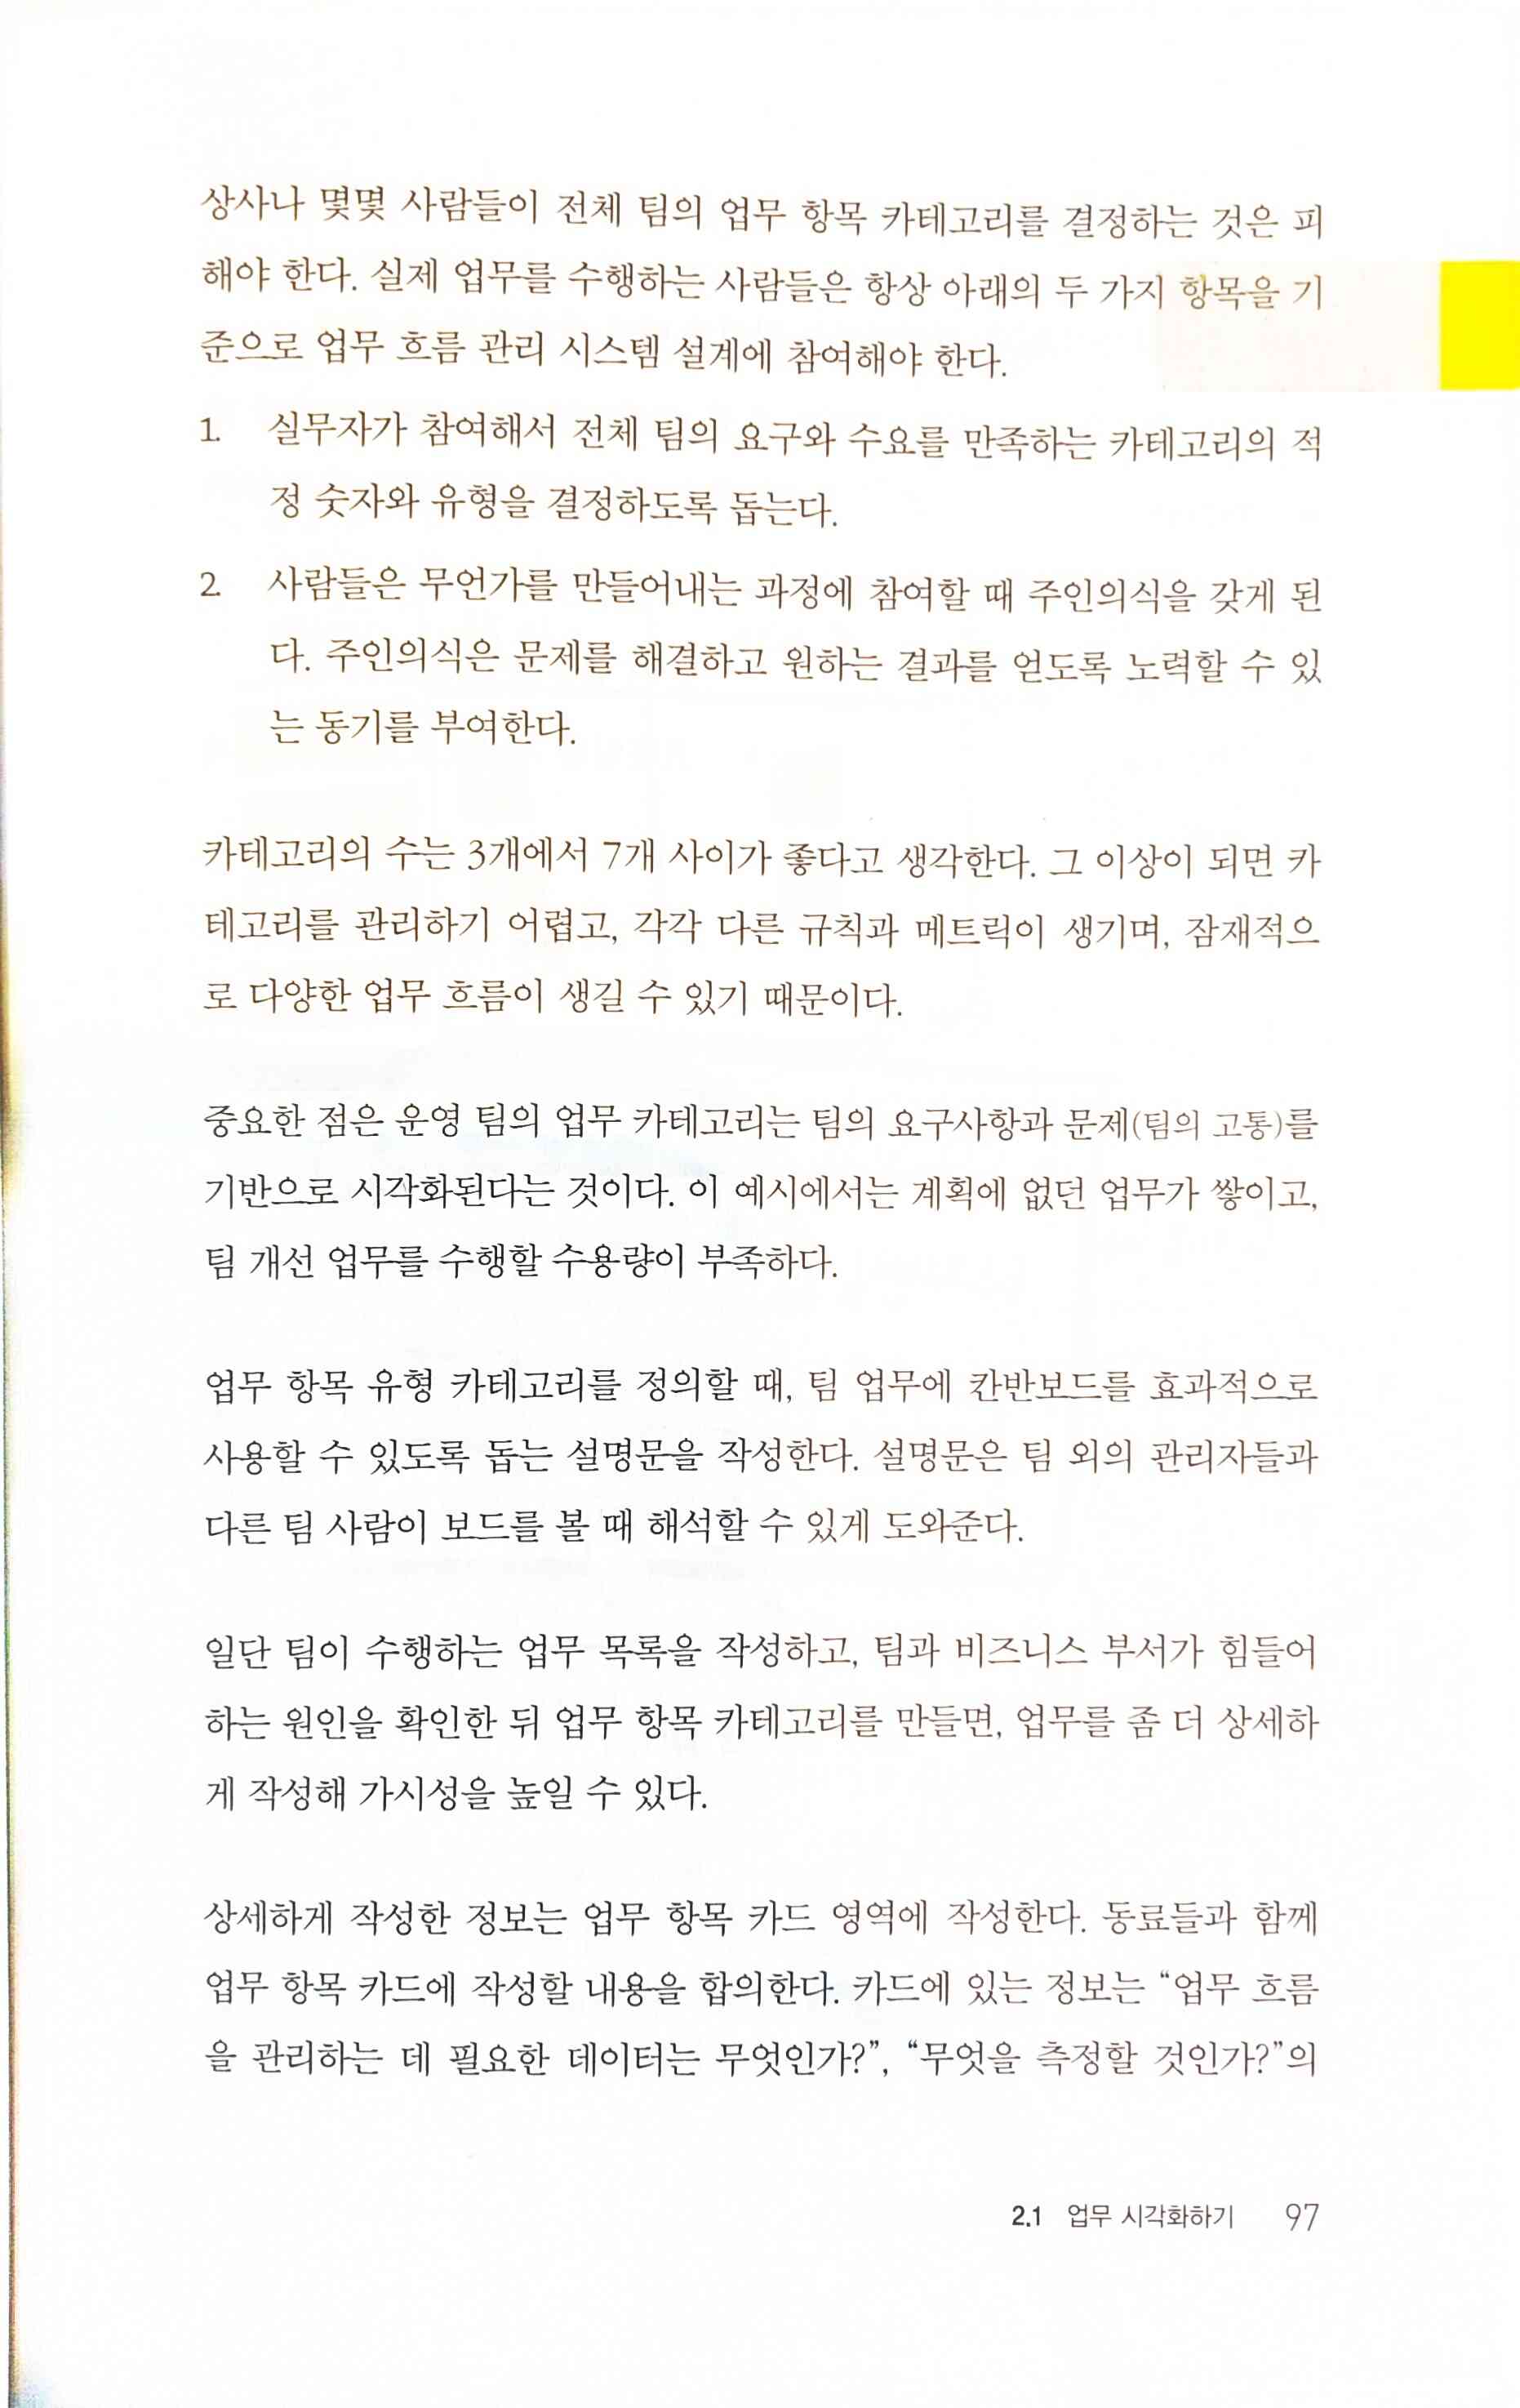 상사나 몇몇 사람들이 전체 팀의 업무 항목 카테고리를 결정하는 것은 피
해야 한다. 실제 업무를 수행하는 사람들은 항상 아래의 두 가지 항목을 기
준으로 업무 흐름 관리 시스템 설계에 참여해야 한다.
1. 실무자가 참여해서 전체 팀의 요구와 수요를 만족하는 카테고리의 적
정 숫자와 유형을 결정하도록 돕는다.
2. 사람들은 무언가를 만들어내는 과정에 참여할 때 주인의식을 갖게 된
다. 주인의식은 문제를 해결하고 원하는 결과를 얻도록 노력할 수 있
는 동기를 부여한다.
카테고리의 수는 3개에서 7개 사이가 좋다고 생각한다. 그 이상이 되면 카
테고리를 관리하기 어렵고, 각각 다른 규칙과 메트릭이 생기며, 잠재적으
로 다양한 업무 흐름이 생길 수 있기 때문이다.
중요한 점은 운영 팀의 업무 카테고리는 팀의 요구사항과 문제(팀의 고통)를
기반으로 시각화된다는 것이다. 이 예시에서는 계획에 없던 업무가 쌓이고,
팀 개선 업무를 수행할 수용량이 부족하다.
업무 항목 유형 카테고리를 정의할 때, 팀 업무에 칸반보드를 효과적으로
사용할 수 있도록 돕는 설명문을 작성한다. 설명문은 팀 외의 관리자들과
다른 팀 사람이 보드를 볼 때 해석할 수 있게 도와준다.
일단 팀이 수행하는 업무 목록을 작성하고, 팀과 비즈니스 부서가 힘들어
하는 원인을 확인한 뒤 업무 항목 카테고리를 만들면, 업무를 좀 더 상세하
게 작성해 가시성을 높일 수 있다.
상세하게 작성한 정보는 업무 항목 카드 영역에 작성한다. 동료들과 함께
업무 항목 카드에 작성할 내용을 합의한다. 카드에 있는 정보는 “업무 흐름
을 관리하는 데 필요한 데이터는 무엇인가?”, “무엇을 측정할 것인가?”의
2.1 업무 시각화하기 97